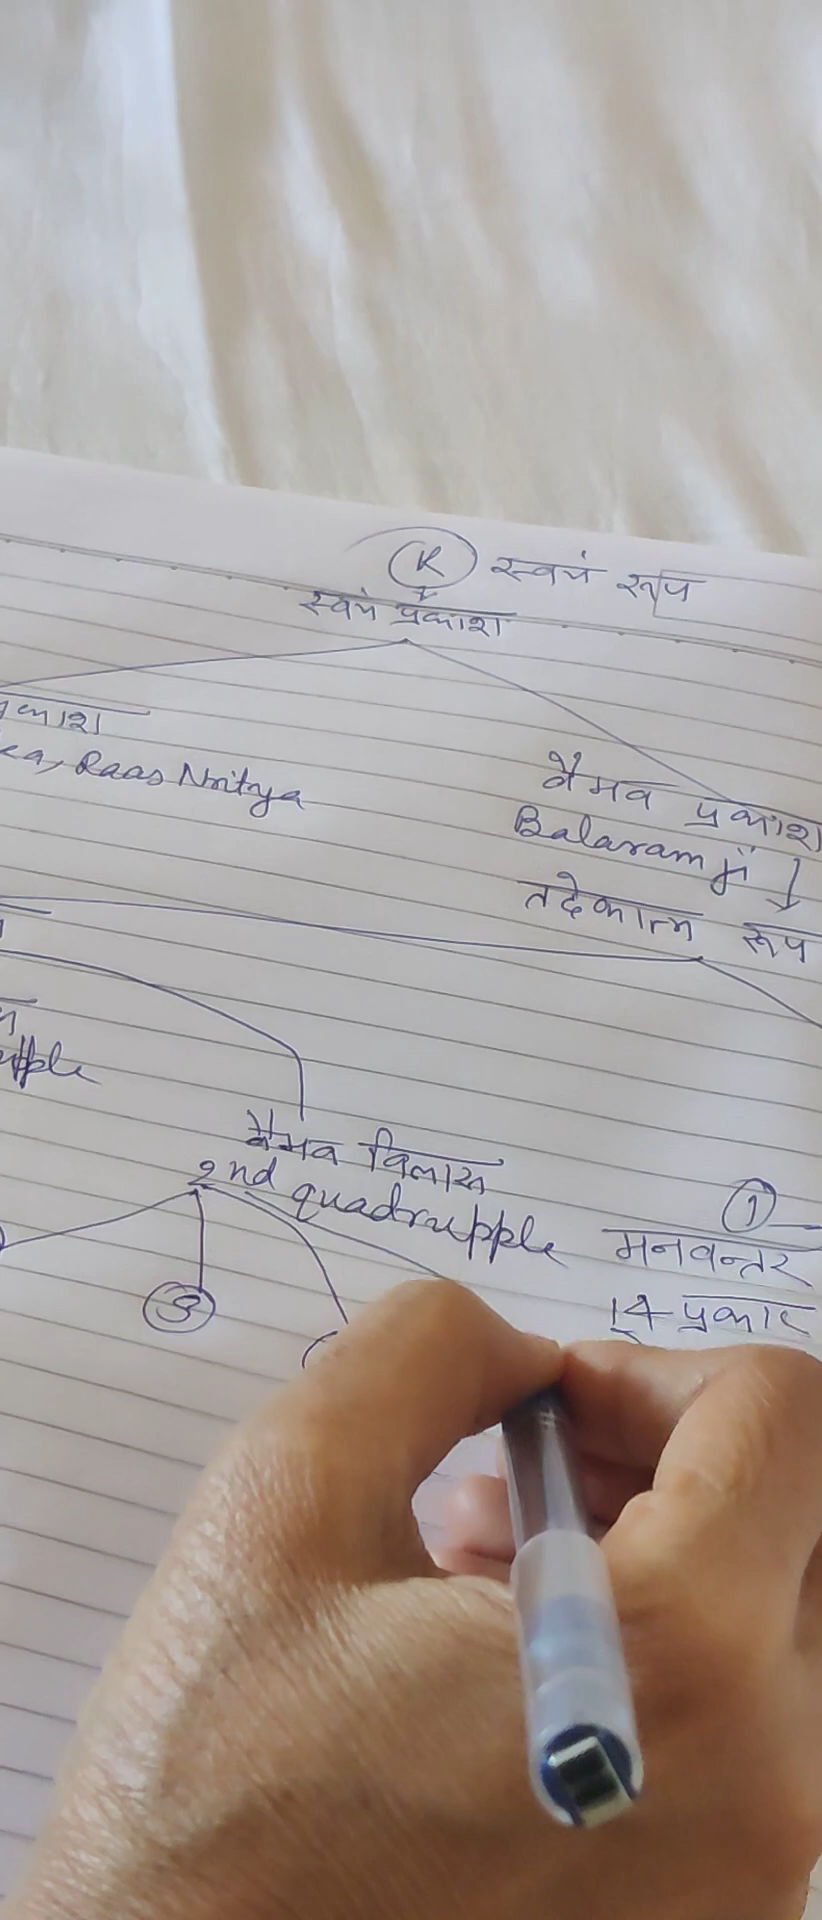 K स्वयं रूप
स्वयं प्रकाश
Raas Nritya
वैभव प्रकाश
Balaram ji
तदेकात्म रूप
वैभव विलास
2nd quadrupple
3
1
मनवन्तर
14 प्रकार